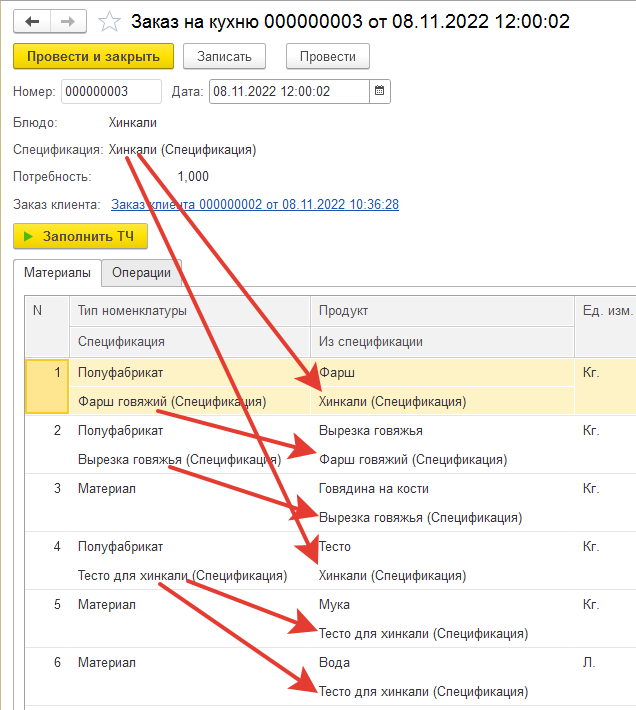 Заказ на кухню 000000003 от 08.11.2022 12:00:02
Провести и закрыть Записать Провести
Номер: 000000003 Дата: 08.11.2022 12:00:02
Блюдо: Хинкали
Спецификация: Хинкали (Спецификация)
Потребность: 1,000
Заказ клиента: Заказ клиента 000000002 от 08.11.2022 10:36:28
Заполнить ТЧ
Материалы Операции
N Тип номенклатуры Продукт Ед. изм.
Спецификация Из спецификации
1 Полуфабрикат Фарш Кг.
Фарш говяжий (Спецификация) Хинкали (Спецификация)
2 Полуфабрикат Вырезка говяжья Кг.
Вырезка говяжья (Спецификация) Фарш говяжий (Спецификация)
3 Материал Говядина на кости Кг.
Вырезка говяжья (Спецификация)
4 Полуфабрикат Тесто Кг.
Тесто для хинкали (Спецификация) Хинкали (Спецификация)
5 Материал Мука Кг.
Тесто для хинкали (Спецификация)
6 Материал Вода Л.
Тесто для хинкали (Спецификация)